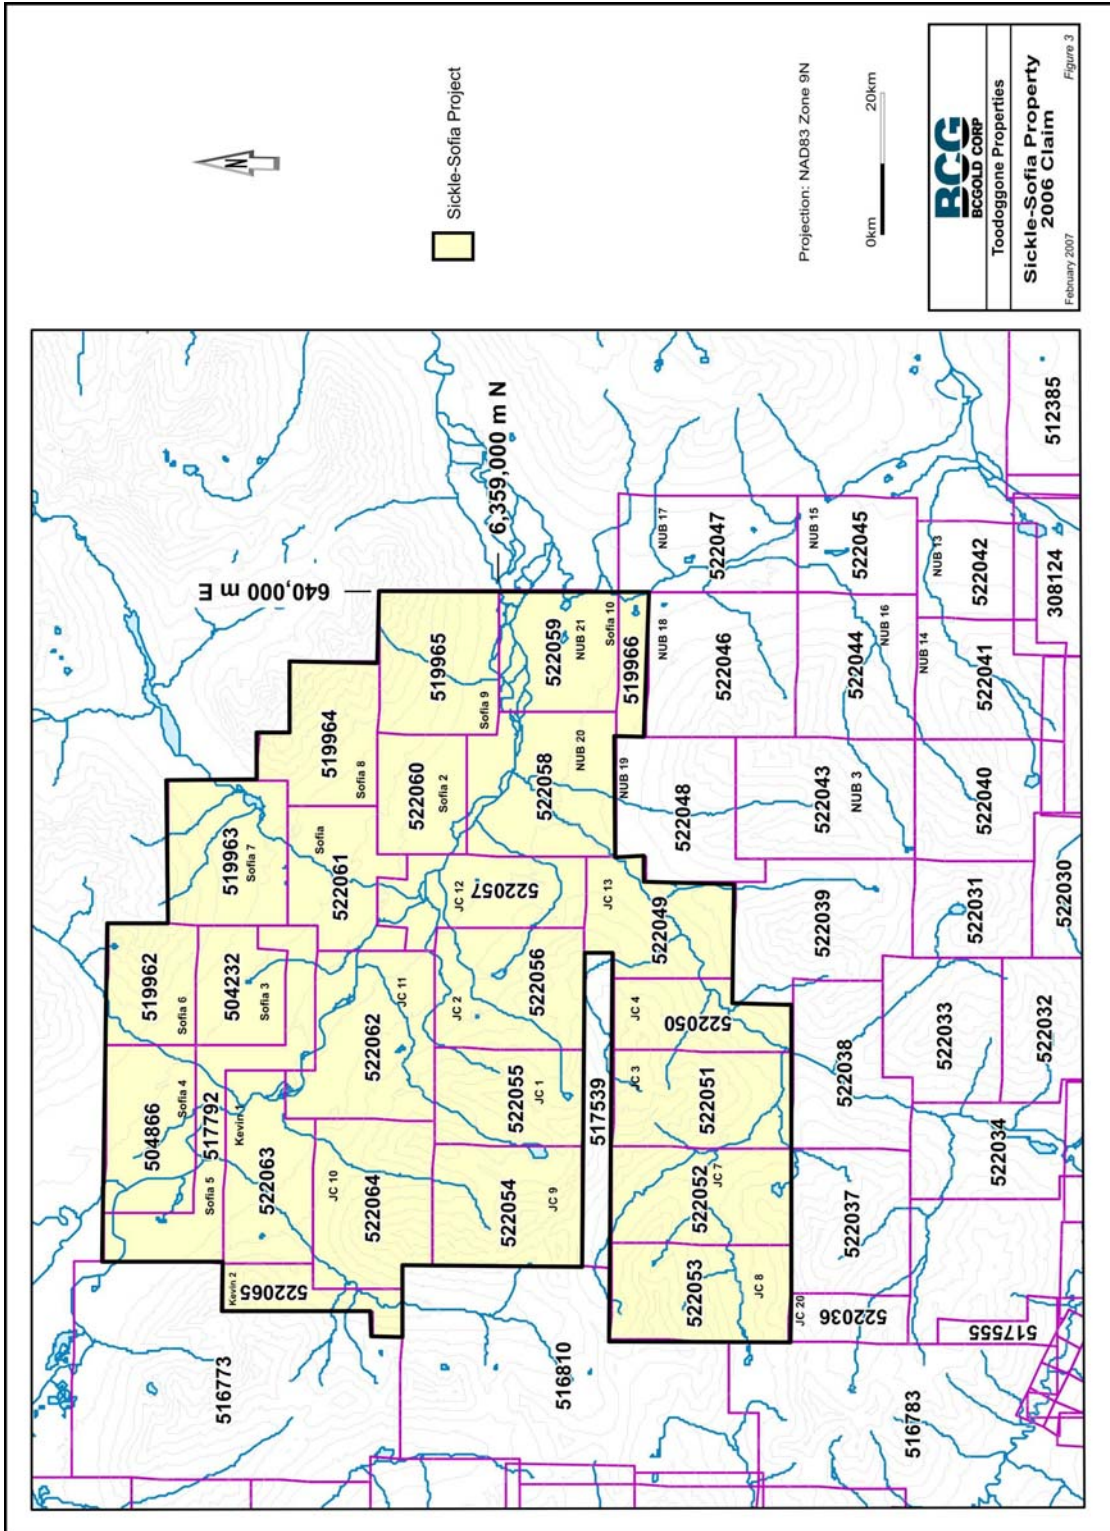 N
Sickle-Sofia Project
Projection: NAD83 Zone 9N
0km
20km
BCG
BCGOLD CORP
Toodoggone Properties
Sickle-Sofia Property
2006 Claim
February 2007
Figure 3
640,000 m E
6,359,000 m N
516773
516810
516783
Kevin 2
522065
504866
Sofia 4
517792
Sofia 5
Kevin 1
522063
519962
Sofia 6
504232
Sofia 3
519963
Sofia 7
Sofia
522061
519964
Sofia 8
519965
Sofia 9
522060
Sofia 2
522058
NUB 20
522059
NUB 21
Sofia 10
519966
JC 10
522064
522062
JC 11
JC 12
522057
522054
JC 9
522055
JC 1
JC 2
522056
517539
JC 13
522049
JC 4
522050
JC 3
522051
522052
JC 7
522053
JC 8
NUB 19
522048
NUB 18
522046
NUB 17
522047
522043
NUB 3
522044
NUB 16
NUB 15
522045
522039
522038
522037
JC 20
522036
517555
522033
522031
522040
NUB 14
522041
NUB 13
522042
522034
522032
522030
308124
512385